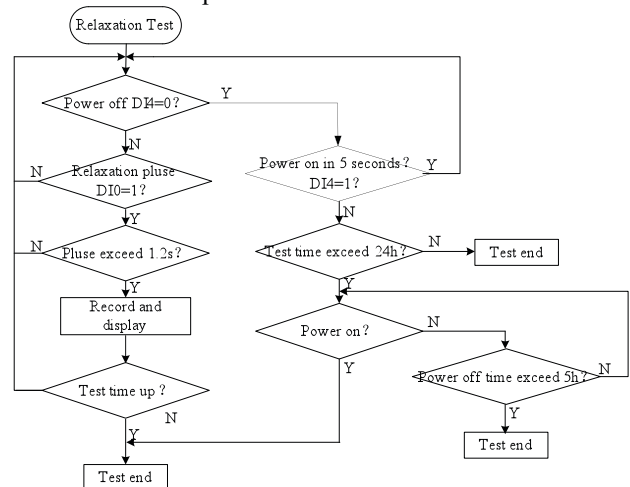 Relaxation Test
Power off DI4=0?
Y
N
Relaxation pluse
DI0=1?
N
Y
Pluse exceed 1.2s?
N
Y
Record and
display
Test time up ?
N
Y
Test end
Power on in 5 seconds?
DI4=1?
Y
N
Test time exceed 24h?
N
Test end
Y
Power on?
N
Y
Power off time exceed 5h?
N
Y
Test end